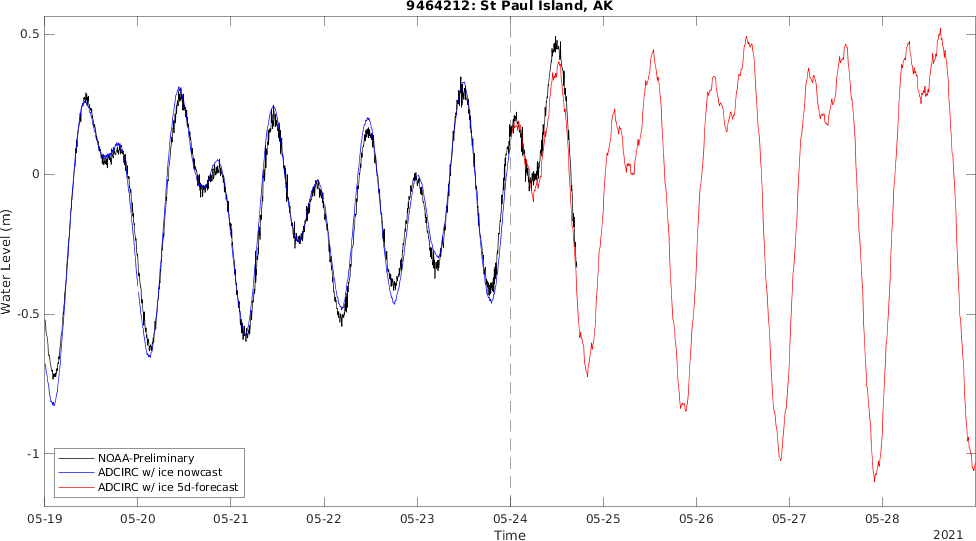 9464212: St Paul Island, AK
0.5
0
-0.5
-1
Water Level (m)
NOAA-Preliminary
ADCIRC w/ ice nowcast
ADCIRC w/ ice 5d-forecast
05-19 05-20 05-21 05-22 05-23 05-24 05-25 05-26 05-27 05-28
Time
2021